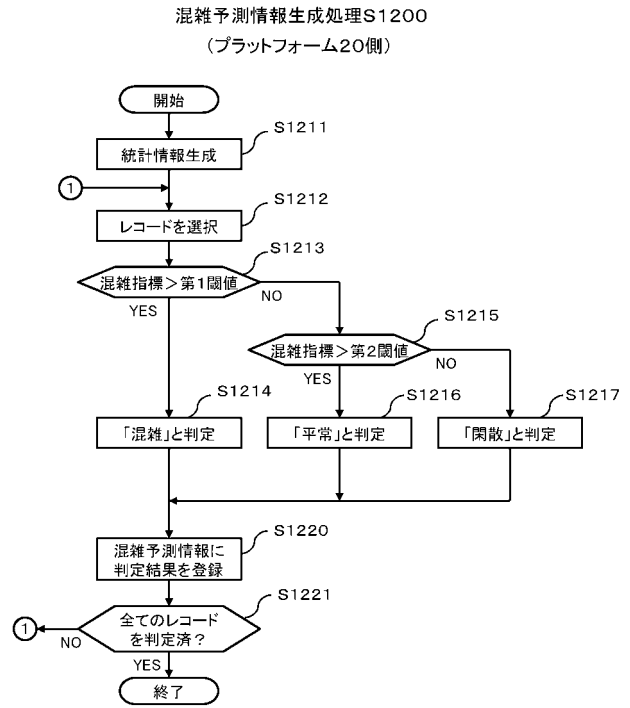 混雑予測情報生成処理S1200
(プラットフォーム20側)
開始
S1211
統計情報生成
①
S1212
レコードを選択
S1213
混雑指標>第1閾値
NO
YES
S1215
混雑指標>第2閾値
NO
YES
S1214
「混雑」と判定
S1216
「平常」と判定
S1217
「閑散」と判定
S1220
混雑予測情報に
判定結果を登録
S1221
全てのレコード
を判定済?
①
NO
YES
終了